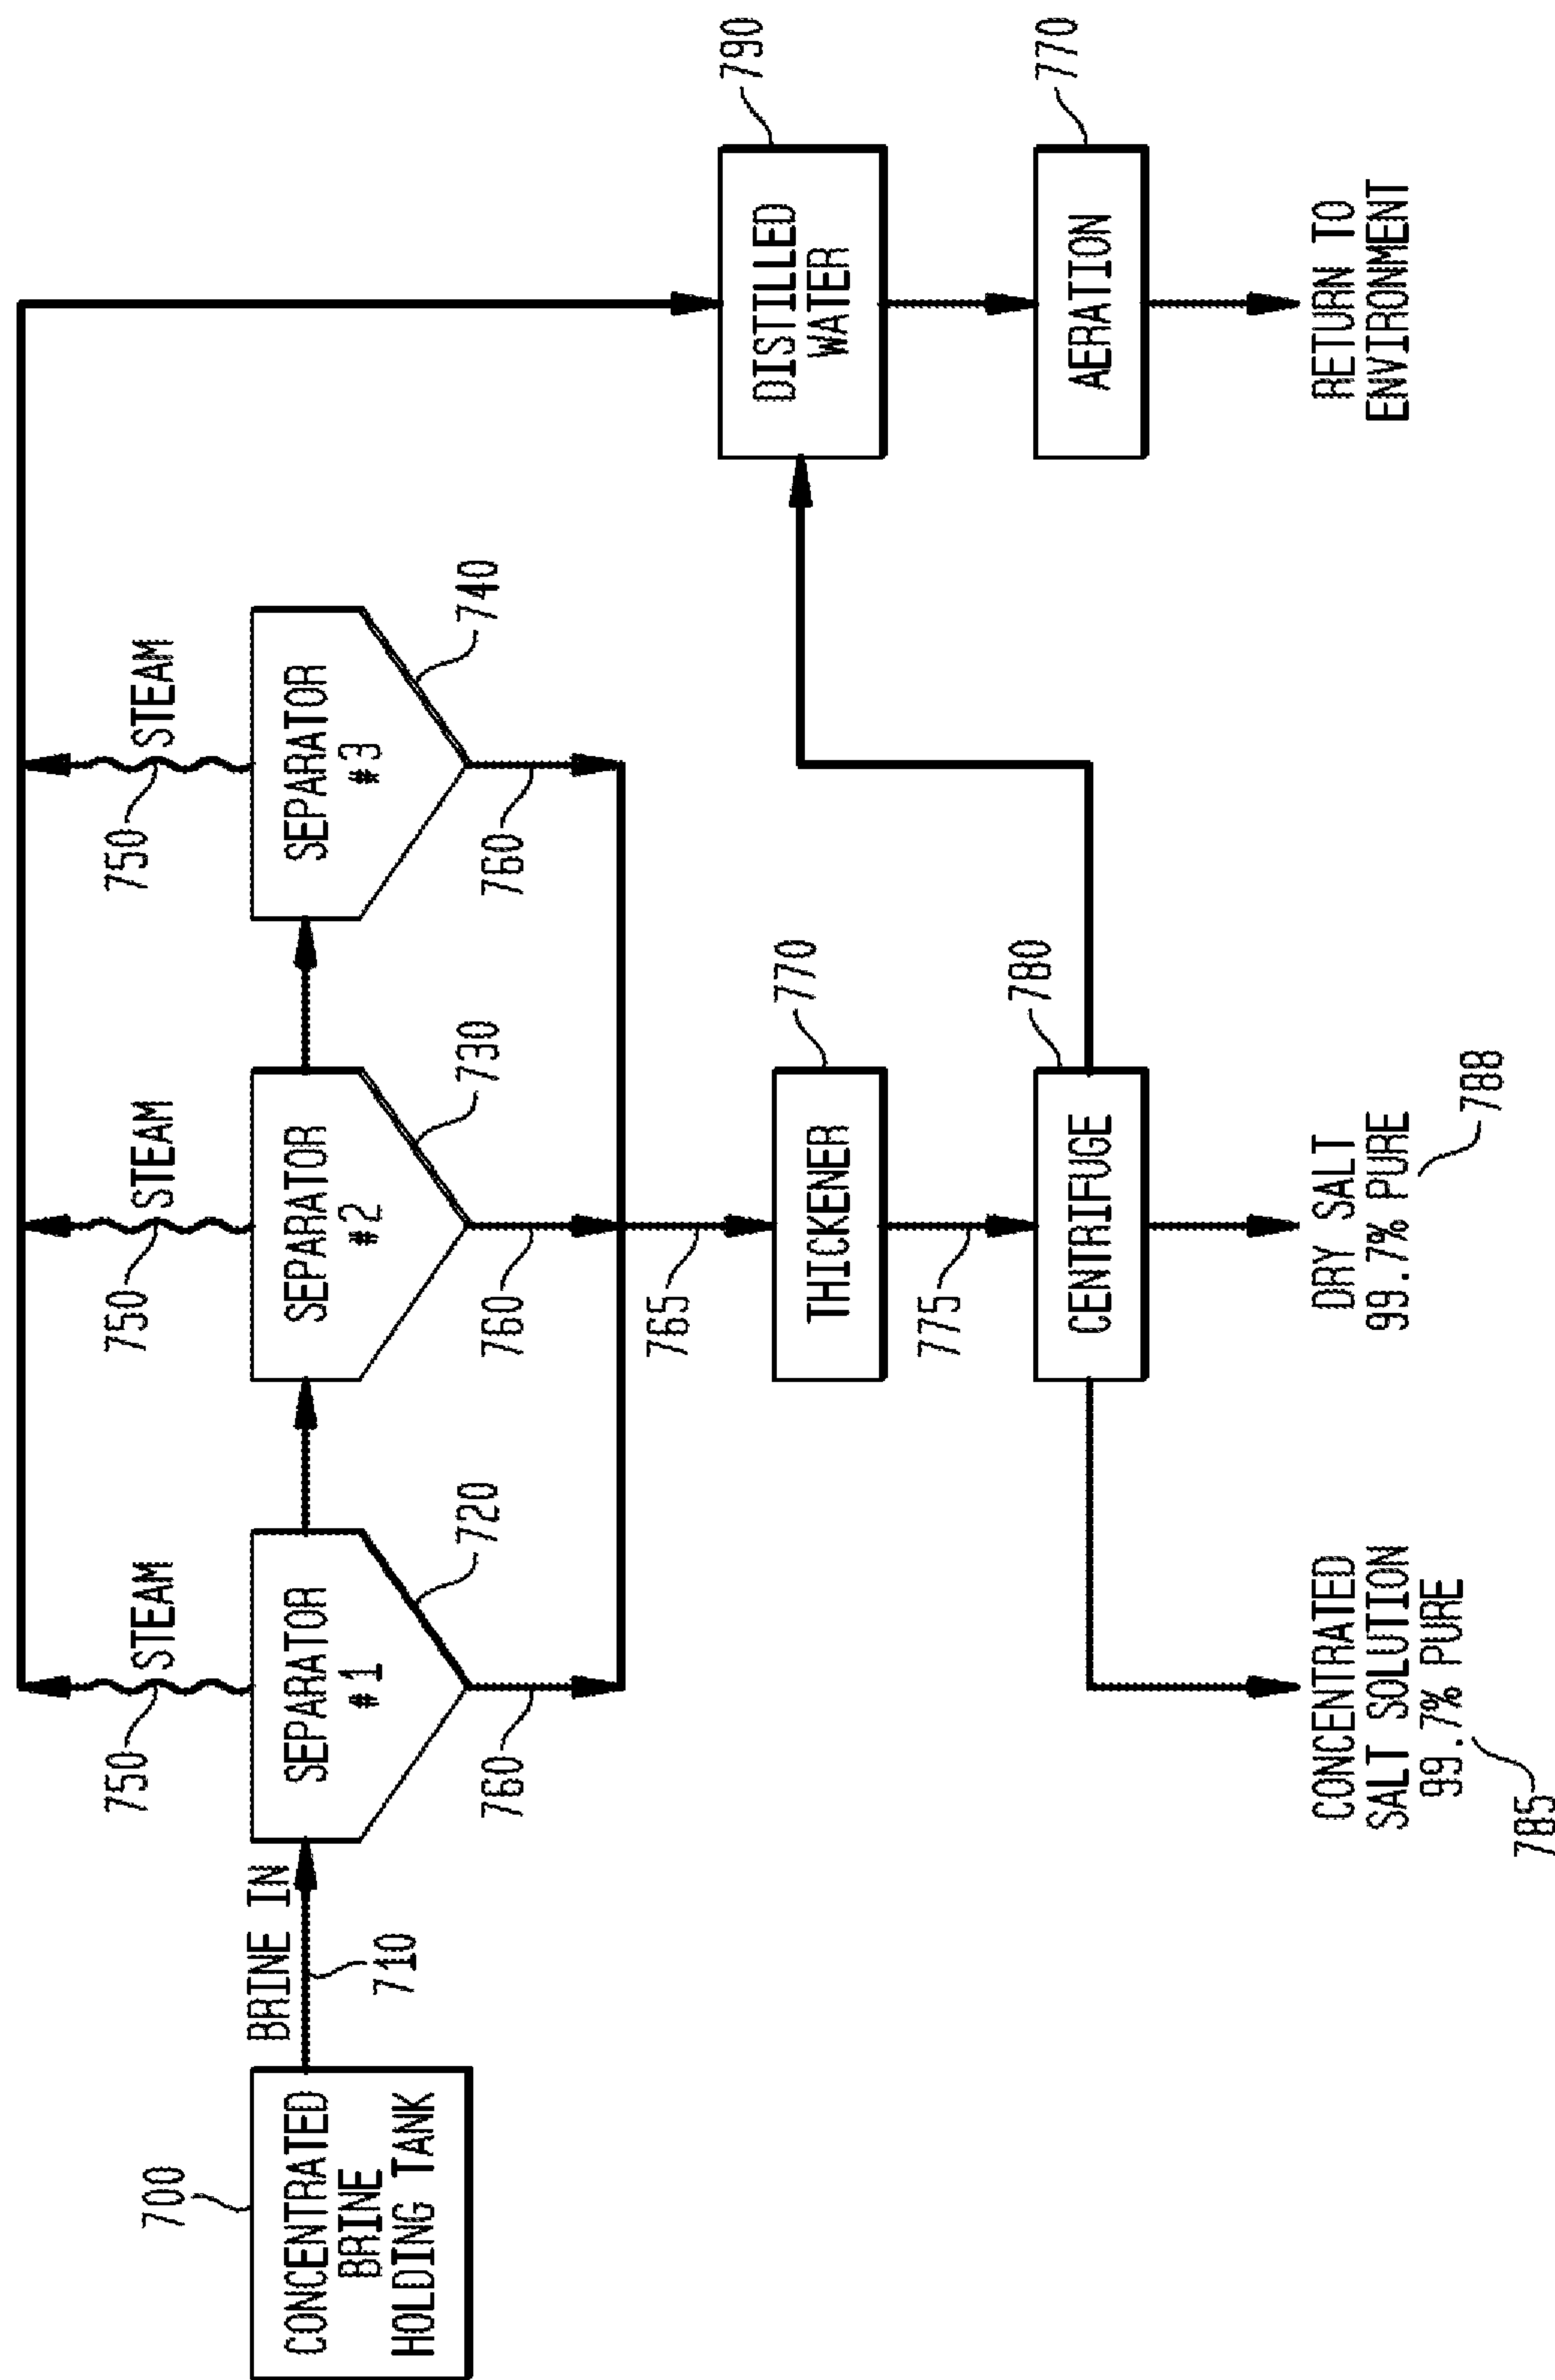 700
CONCENTRATED
BRINE
HOLDING TANK
BRINE IN
710
750
STEAM
SEPARATOR
#1
720
760
750
STEAM
SEPARATOR
#2
730
760
750
STEAM
SEPARATOR
#3
740
760
765
THICKENER
770
775
CENTRIFUGE
780
DISTILLED
WATER
790
AERATION
770
CONCENTRATED
SALT SOLUTION
99.7% PURE
785
DRY SALT
99.7% PURE
788
RETURN TO
ENVIRONMENT